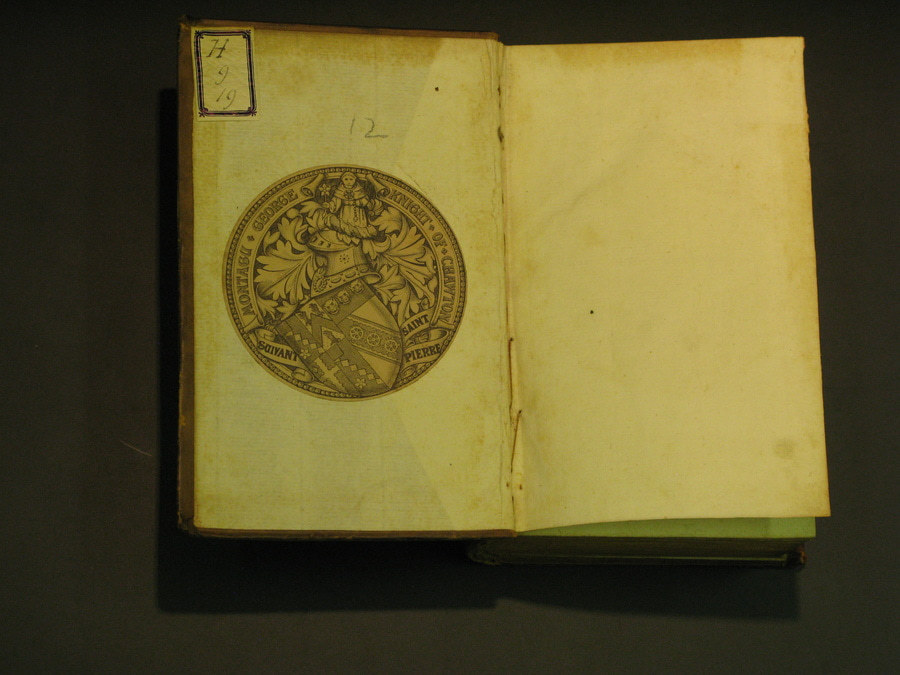 H
9
19
12
MONTAGU + GEORGE KNIGHT + OF + CHAWTON
SUIVANT SAINT PIERRE